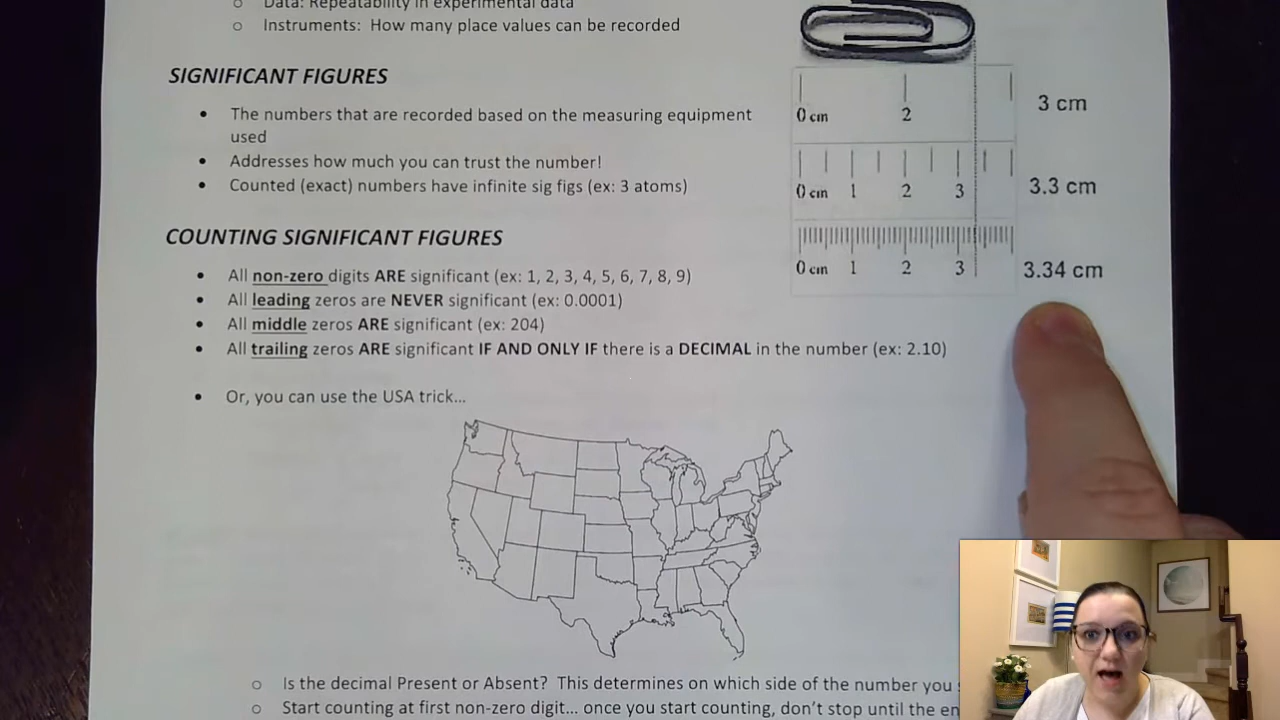 Data: Repeatability in experimental data
Instruments: How many place values can be recorded
SIGNIFICANT FIGURES
The numbers that are recorded based on the measuring equipment
used
Addresses how much you can trust the number!
Counted (exact) numbers have infinite sig figs (ex: 3 atoms)
0 cm 2
3 cm
0 cm 1 2 3
3.3 cm
0 cm 1 2 3
3.34 cm
COUNTING SIGNIFICANT FIGURES
All non-zero digits ARE significant (ex: 1, 2, 3, 4, 5, 6, 7, 8, 9)
All leading zeros are NEVER significant (ex: 0.0001)
All middle zeros ARE significant (ex: 204)
All trailing zeros ARE significant IF AND ONLY IF there is a DECIMAL in the number (ex: 2.10)
Or, you can use the USA trick...
Is the decimal Present or Absent? This determines on which side of the number you
Start counting at first non-zero digit... once you start counting, don't stop until the